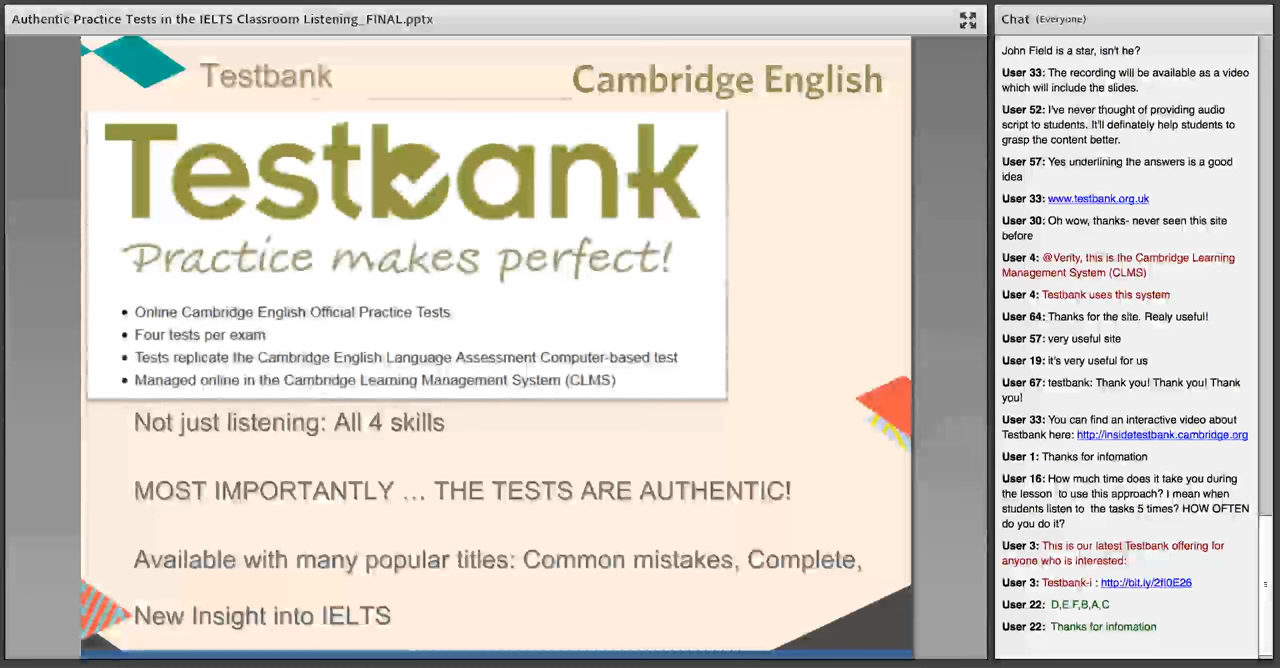 Authentic Practice Tests in the IELTS Classroom Listening_FINAL.pptx
Testbank
Cambridge English
Testbank
Practice makes perfect!
• Online Cambridge English Official Practice Tests
• Four tests per exam
• Tests replicate the Cambridge English Language Assessment Computer-based test
• Managed online in the Cambridge Learning Management System (CLMS)
Not just listening: All 4 skills
MOST IMPORTANTLY ... THE TESTS ARE AUTHENTIC!
Available with many popular titles: Common mistakes, Complete,
New Insight into IELTS
Chat (Everyone)
John Field is a star, isn't he?
User 33: The recording will be available as a video
which will include the slides.
User 52: I've never thought of providing audio
script to students. It'll definately help students to
grasp the content better.
User 57: Yes underlining the answers is a good
idea
User 33: www.testbank.org.uk
User 30: Oh wow, thanks- never seen this site
before
User 4: @Verity, this is the Cambridge Learning
Management System (CLMS)
User 4: Testbank uses this system
User 64: Thanks for the site. Realy useful!
User 57: very useful site
User 19: it's very useful for us
User 67: testbank: Thank you! Thank you! Thank
you!
User 33: You can find an interactive video about
Testbank here: http://insidetestbank.cambridge.org
User 1: Thanks for infomation
User 16: How much time does it take you during
the lesson to use this approach? I mean when
students listen to the tasks 5 times? HOW OFTEN
do you do it?
User 3: This is our latest Testbank offering for
anyone who is interested:
User 3: Testbank-i : http://bit.iy/2fI0E26
User 22: D,E,F,B,A,C
User 22: Thanks for infomation